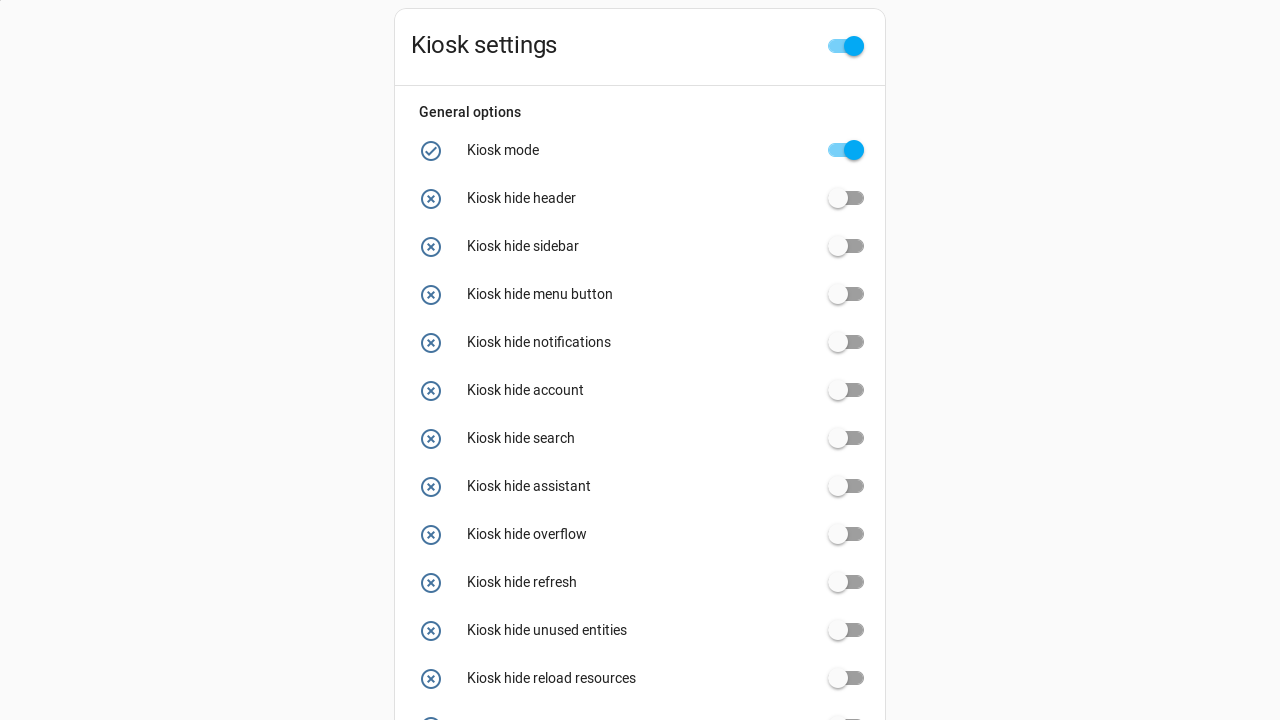 Kiosk settings
General options
Kiosk mode
Kiosk hide header
Kiosk hide sidebar
Kiosk hide menu button
Kiosk hide notifications
Kiosk hide account
Kiosk hide search
Kiosk hide assistant
Kiosk hide overflow
Kiosk hide refresh
Kiosk hide unused entities
Kiosk hide reload resources